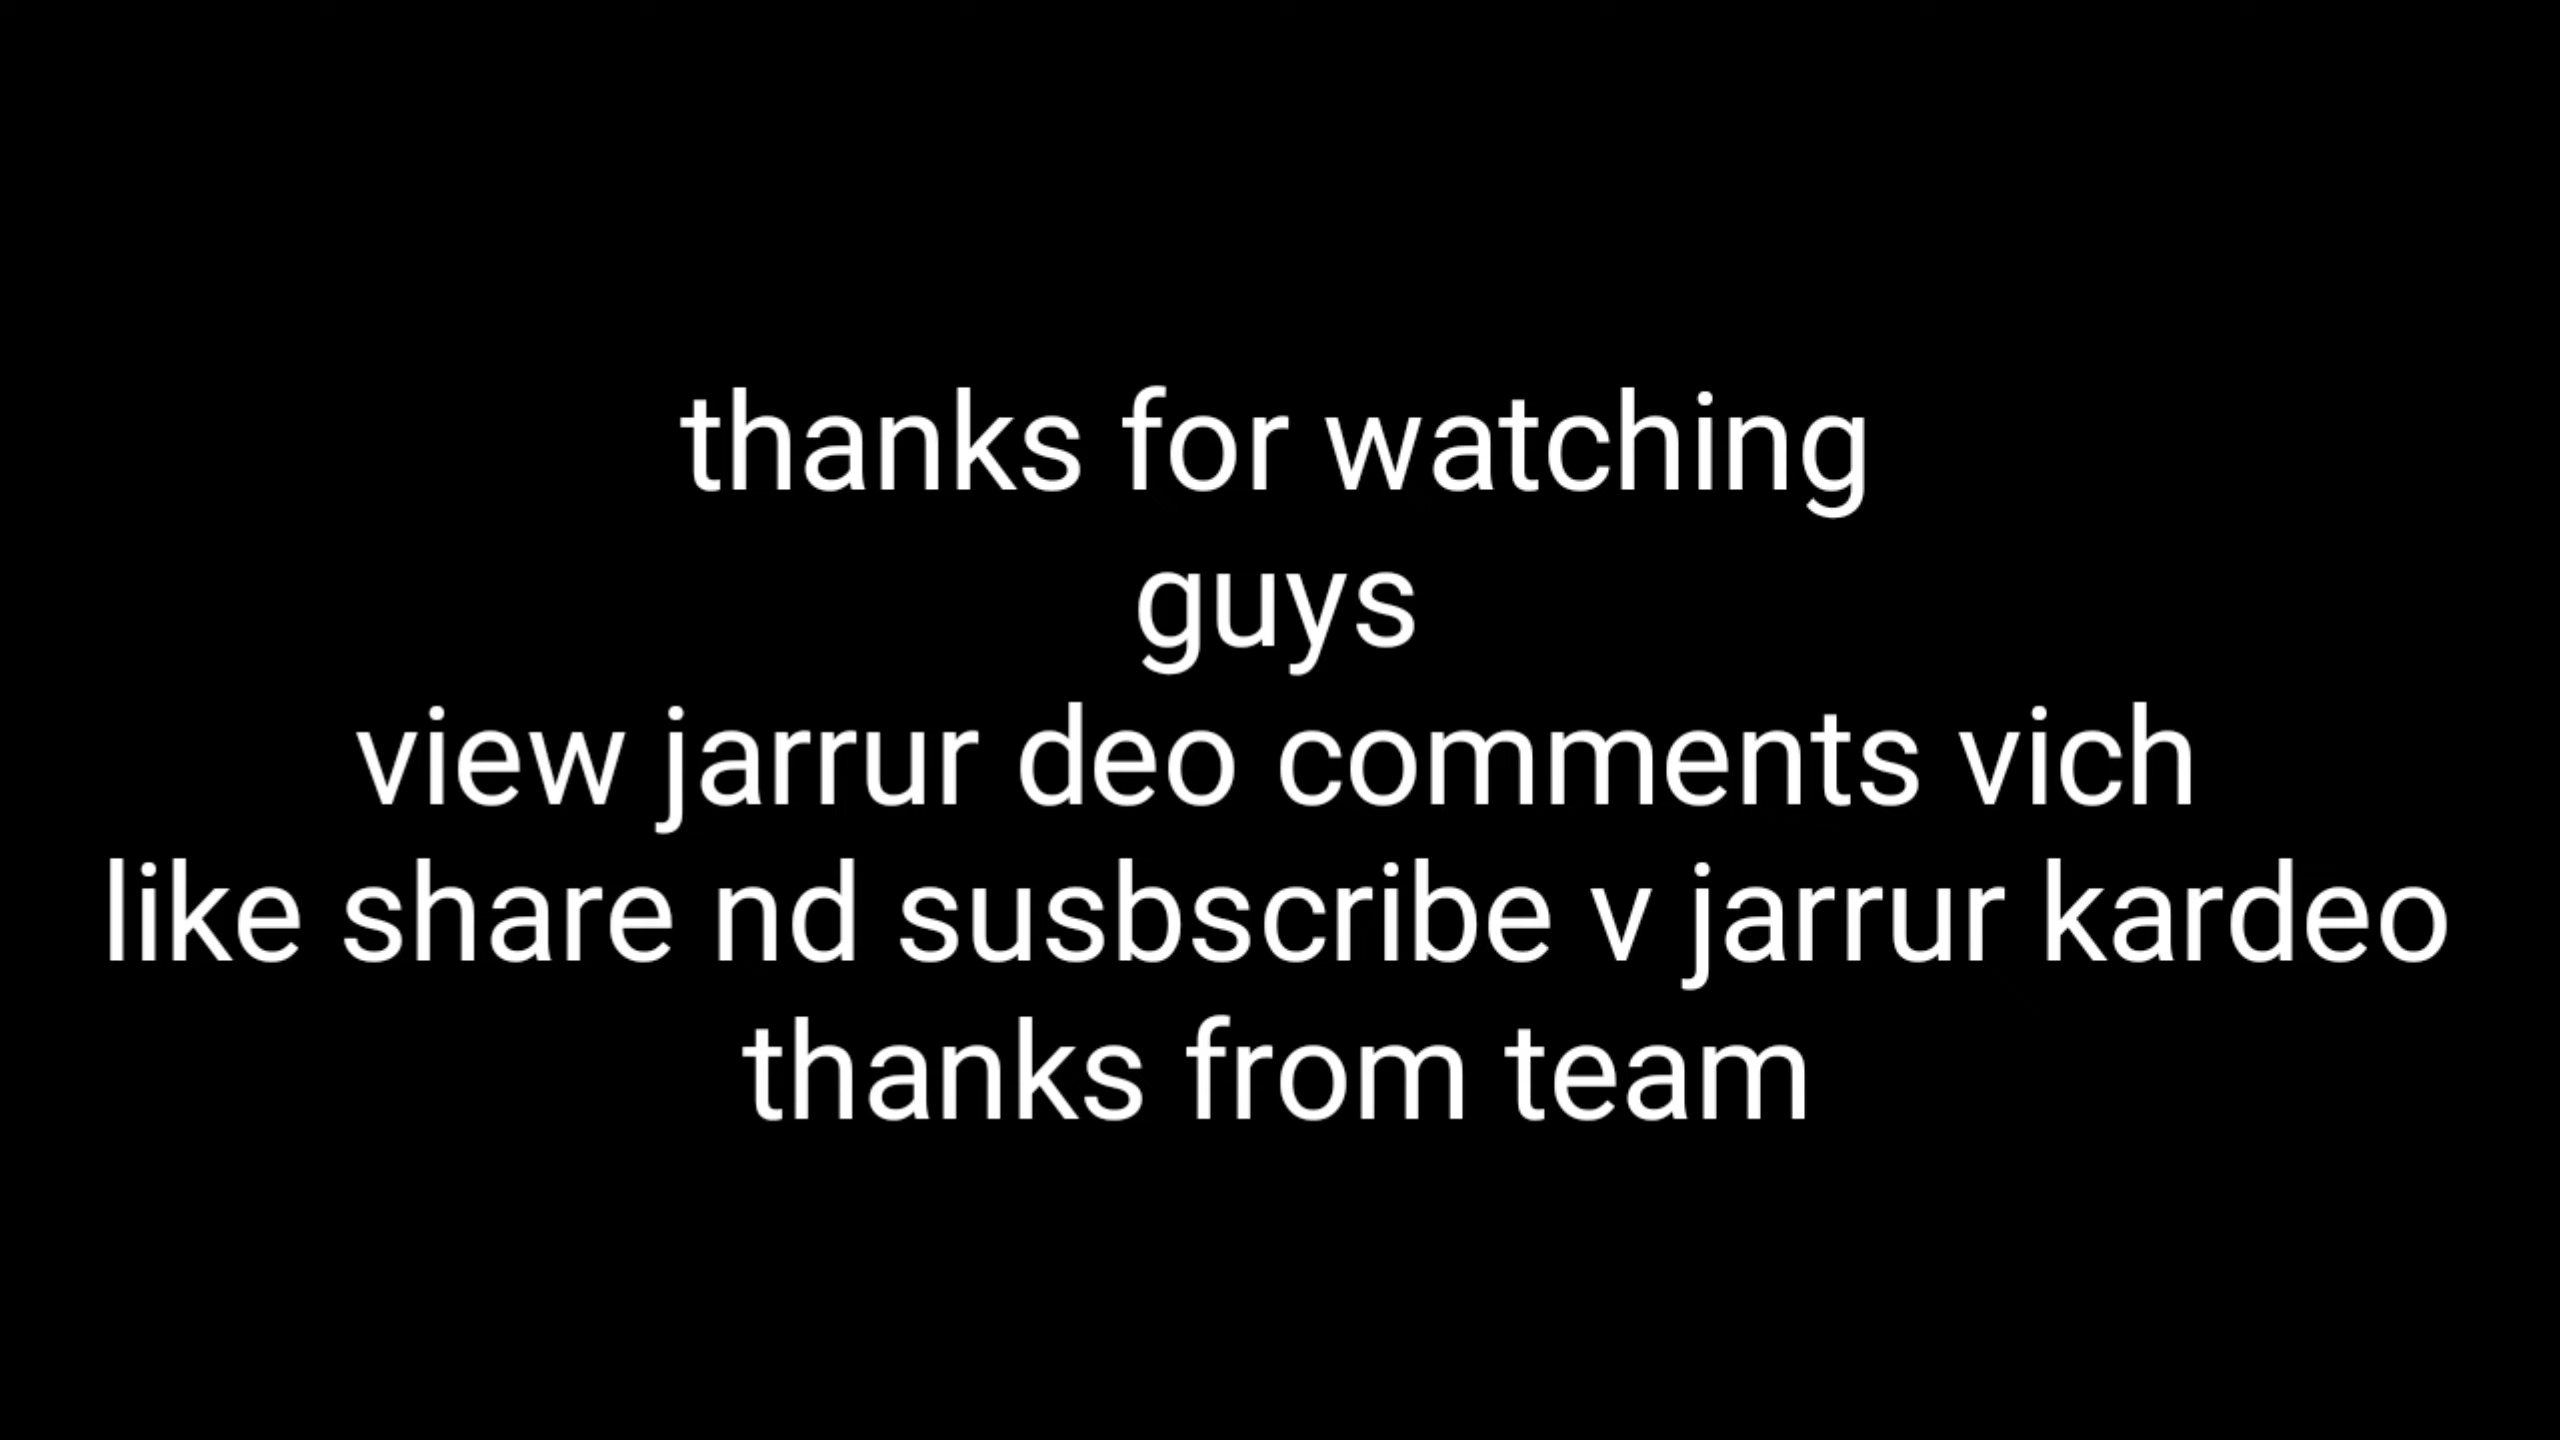 thanks for watching
guys
view jarrur deo comments vich
like share nd susbscribe v jarrur kardeo
thanks from team